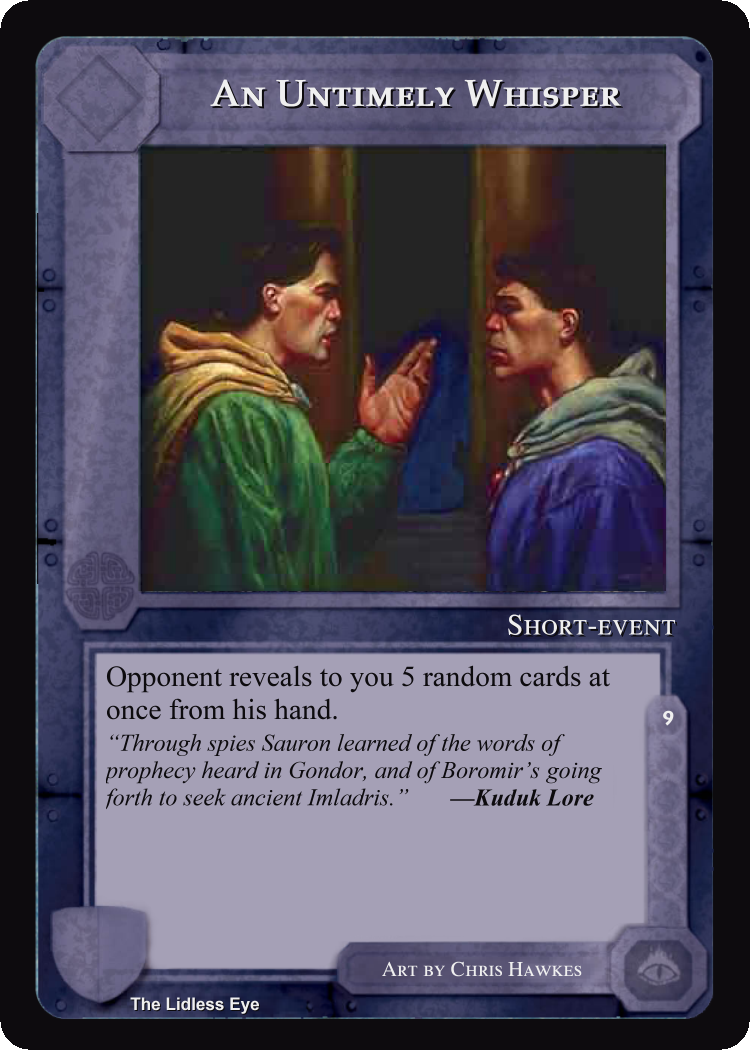 An Untimely Whisper
Short-event
Opponent reveals to you 5 random cards at
once from his hand.
9
“Through spies Sauron learned of the words of
prophecy heard in Gondor, and of Boromir’s going
forth to seek ancient Imladris.” —Kuduk Lore
Art by Chris Hawkes
The Lidless Eye